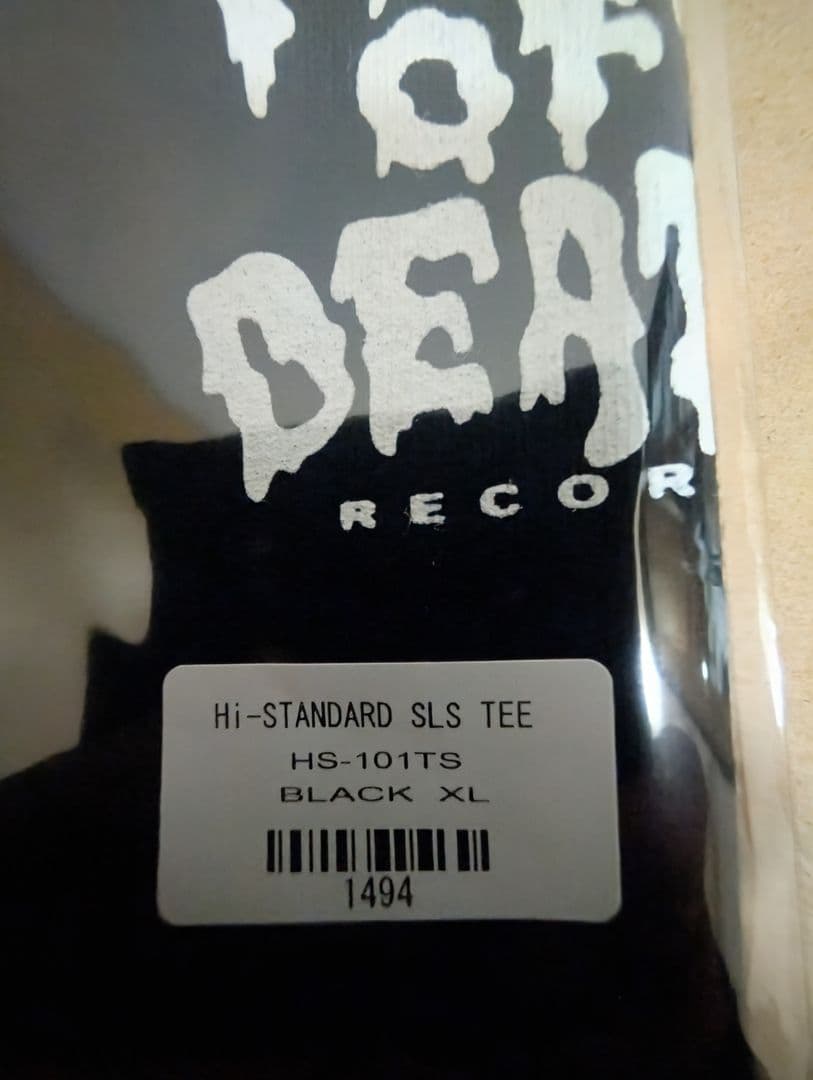 OF
DEAT
RECOR
Hi-STANDARD SLS TEE
HS-101TS
BLACK XL
1494